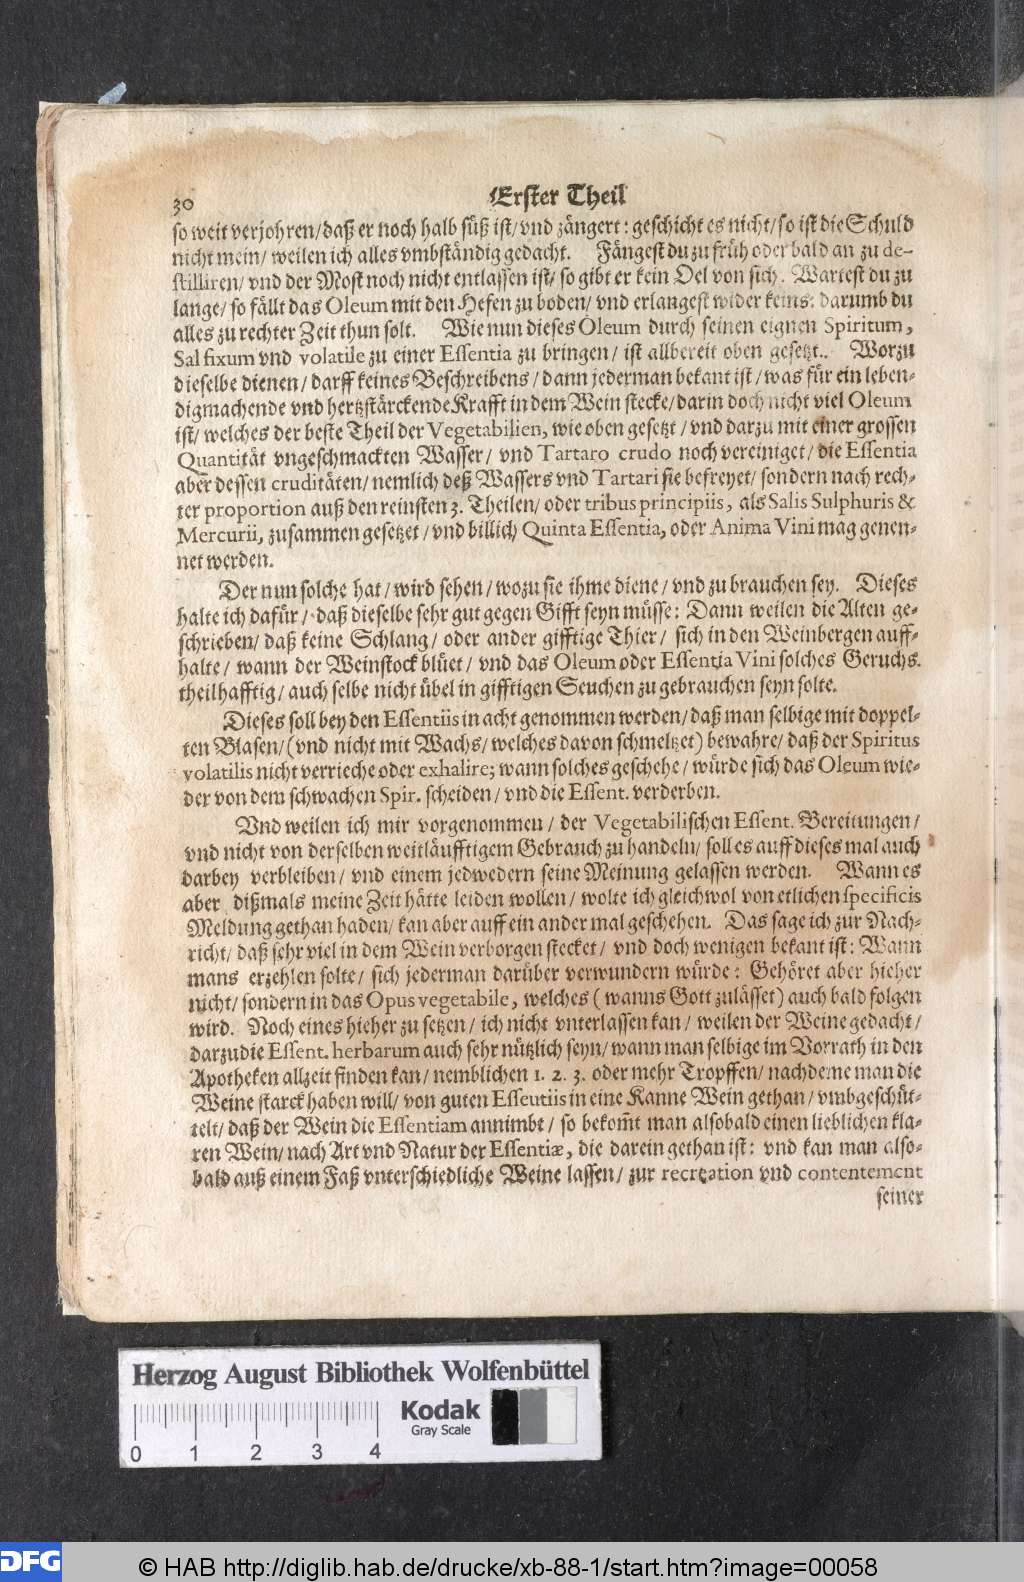 30
Erster Theil
so weit verjohren/daß er noch halb süß ist/vnd zängert: geschicht es nicht/so ist die Schuld
nicht mein/ weilen ich alles vmbständig gedacht. Fängest du zu früh oder bald an zu de-
stilliren/ vnd der Most noch nicht entlassen ist/ so gibt er kein Oel von sich. Wartest du zu
lange/ so fällt das Oleum mit den Hefen zu boden/ vnd erlangest wider keins: darumb du
alles zu rechter Zeit thun solt. Wie nun dieses Oleum durch seinen eignen Spiritum,
Sal fixum vnd volatile zu einer Essentia zu bringen/ ist allbereit oben gesetzt.. Worzu
dieselbe dienen/ darff keines Beschreibens/ dann jederman bekant ist/ was für ein leben-
digmachende vnd hertzstärckende Krafft in dem Wein stecke/ darin doch nicht viel Oleum
ist/ welches der beste Theil der Vegetabilien, wie oben gesetzt/ vnd darzu mit einer grossen
Quantität vngeschmackten Wasser/ vnd Tartaro crudo noch vereiniget/ die Essentia
aber dessen cruditäten/ nemlich deß Wassers vnd Tartari sie befreyet/ sondern nach rech-
ter proportion auß den reinsten 3. Theilen/ oder tribus principiis, als Salis Sulphuris &
Mercurii, zusammen gesetzet/ vnd billich Quinta Essentia, oder Anima Vini mag genen-
net werden.
Der nun solche hat/ wird sehen/ wozu sie ihme diene/ vnd zu brauchen sey. Dieses
halte ich dafür/ daß dieselbe sehr gut gegen Gifft seyn müsse: Dann weilen die Alten ge-
schrieben/ daß keine Schlang/ oder ander gifftige Thier/ sich in den Weinbergen auff-
halte/ wann der Weinstock blüet/ vnd das Oleum oder Essentia Vini solches Geruchs.
theilhafftig/ auch selbe nicht übel in gifftigen Seuchen zu gebrauchen seyn solte.
Dieses soll bey den Essentiis in acht genommen werden/ daß man selbige mit doppel-
ten Blasen/ (vnd nicht mit Wachs/ welches davon schmeltzet) bewahre/ daß der Spiritus
volatilis nicht verrieche oder exhalire; wann solches geschehe/ würde sich das Oleum wie-
der von dem schwachen Spir. scheiden/ vnd die Essent. verderben.
Vnd weilen ich mir vorgenommen/ der Vegetabilischen Essent. Bereitungen/
vnd nicht von derselben weitläufftigem Gebrauch zu handeln/ soll es auff dieses mal auch
darbey verbleiben/ vnd einem jedwedern seine Meinung gelassen werden. Wann es
aber dißmals meine Zeit hätte leiden wollen/ wolte ich gleichwol von etlichen specificis
Meldung gethan haden/ kan aber auff ein ander mal geschehen. Das sage ich zur Nach-
richt/ daß sehr viel in dem Wein verborgen stecket/ vnd doch wenigen bekant ist: Wann
mans erzehlen solte/ sich jederman darüber verwundern würde: Gehöret aber hieher
nicht/ sondern in das Opus vegetabile, welches (wanns Gott zulässet) auch bald folgen
wird. Noch eines hieher zu setzen/ ich nicht vnterlassen kan/ weilen der Weine gedacht/
darzu die Essent. herbarum auch sehr nützlich seyn/ wann man selbige im Vorrath in den
Apotheken allzeit finden kan/ nemblichen 1. 2. 3. oder mehr Tropffen/ nachdeme man die
Weine starck haben will/ von guten Esseutiis in eine Kanne Wein gethan/ vmbgeschüt-
telt/ daß der Wein die Essentiam annimbt/ so bekom̃t man alsobald einen lieblichen kla-
ren Wein/ nach Art vnd Natur der Essentiæ, die darein gethan ist: vnd kan man also-
bald auß einem Faß vnterschiedliche Weine lassen/ zur recreation vnd contentement
seiner
Herzog August Bibliothek Wolfenbüttel
Kodak
Gray Scale
0 1 2 3 4
DFG
© HAB http://diglib.hab.de/drucke/xb-88-1/start.htm?image=00058